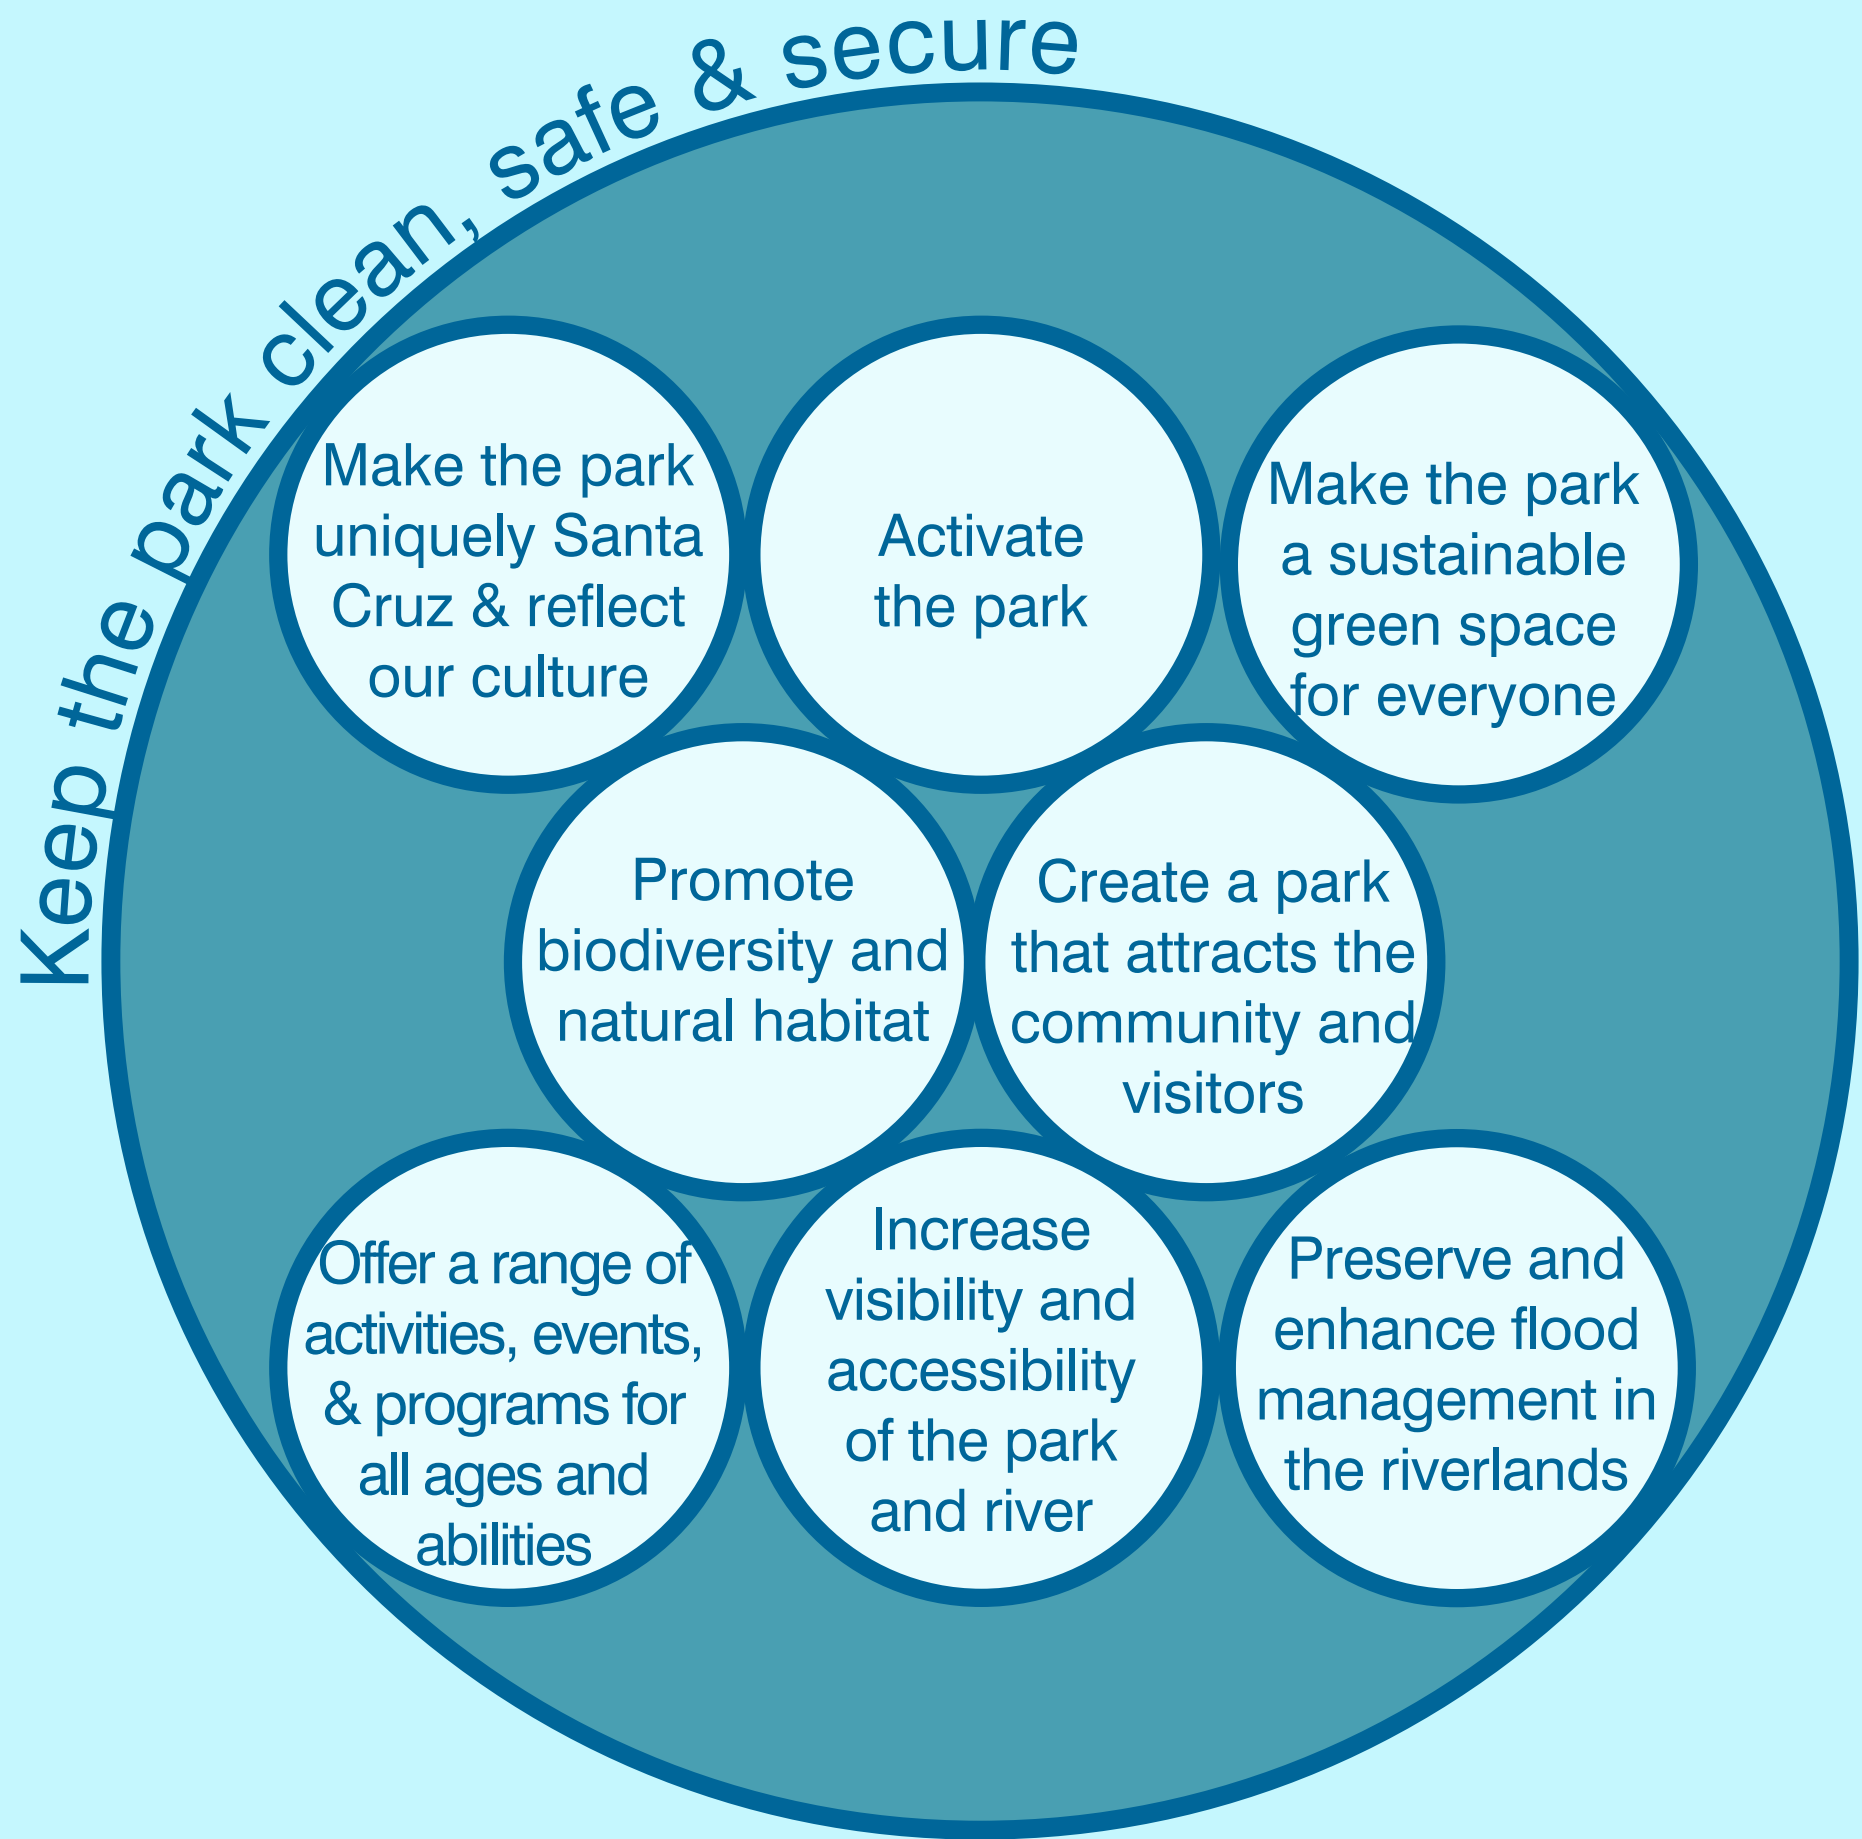 Keep the park clean, safe & secure
Make the park
uniquely Santa
Cruz & reflect
our culture
Activate
the park
Make the park
a sustainable
green space
for everyone
Promote
biodiversity and
natural habitat
Create a park
that attracts the
community and
visitors
Offer a range of
activities, events,
& programs for
all ages and
abilities
Increase
visibility and
accessibility
of the park
and river
Preserve and
enhance flood
management in
the riverlands